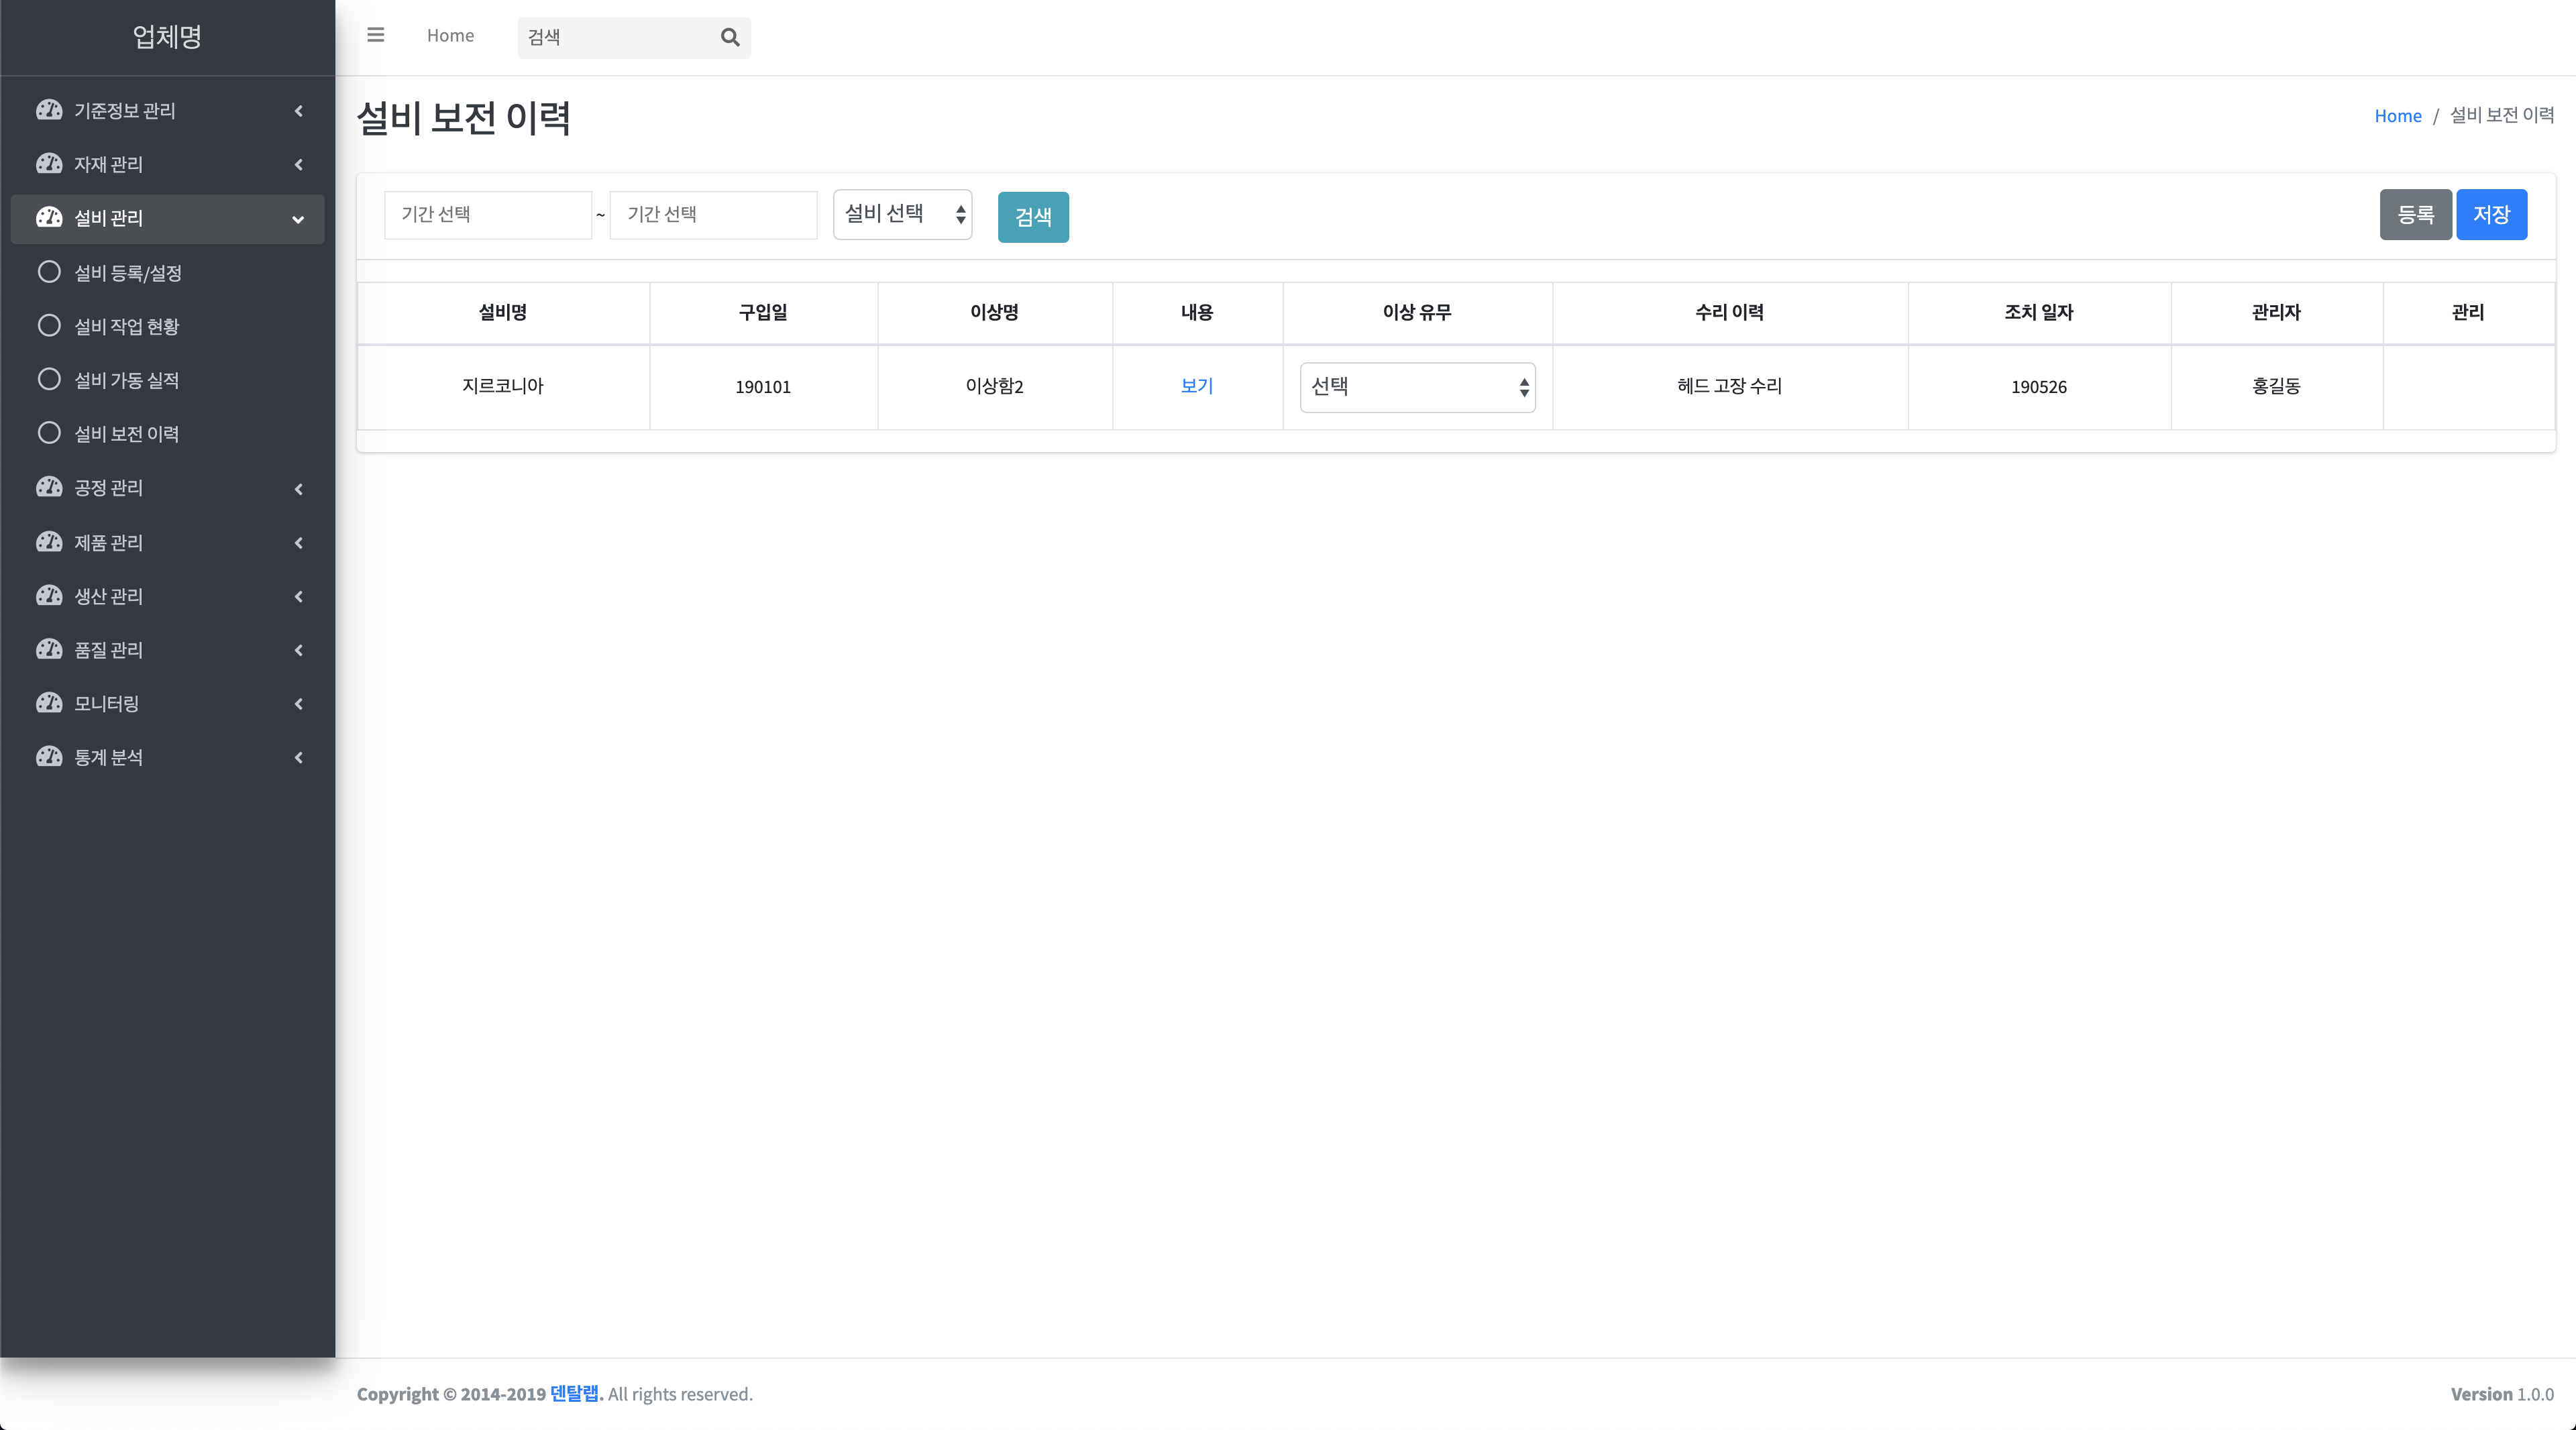 업체명
Home
검색
기준정보 관리
자재 관리
설비 관리
설비 등록/설정
설비 작업 현황
설비 가동 실적
설비 보전 이력
공정 관리
제품 관리
생산 관리
품질 관리
모니터링
통계 분석
설비 보전 이력
Home / 설비 보전 이력
기간 선택 ~ 기간 선택 설비 선택 검색 등록 저장
설비명 구입일 이상명 내용 이상 유무 수리 이력 조치 일자 관리자 관리
지르코니아 190101 이상함2 보기 선택 헤드 고장 수리 190526 홍길동
Copyright © 2014-2019 덴탈랩. All rights reserved.
Version 1.0.0